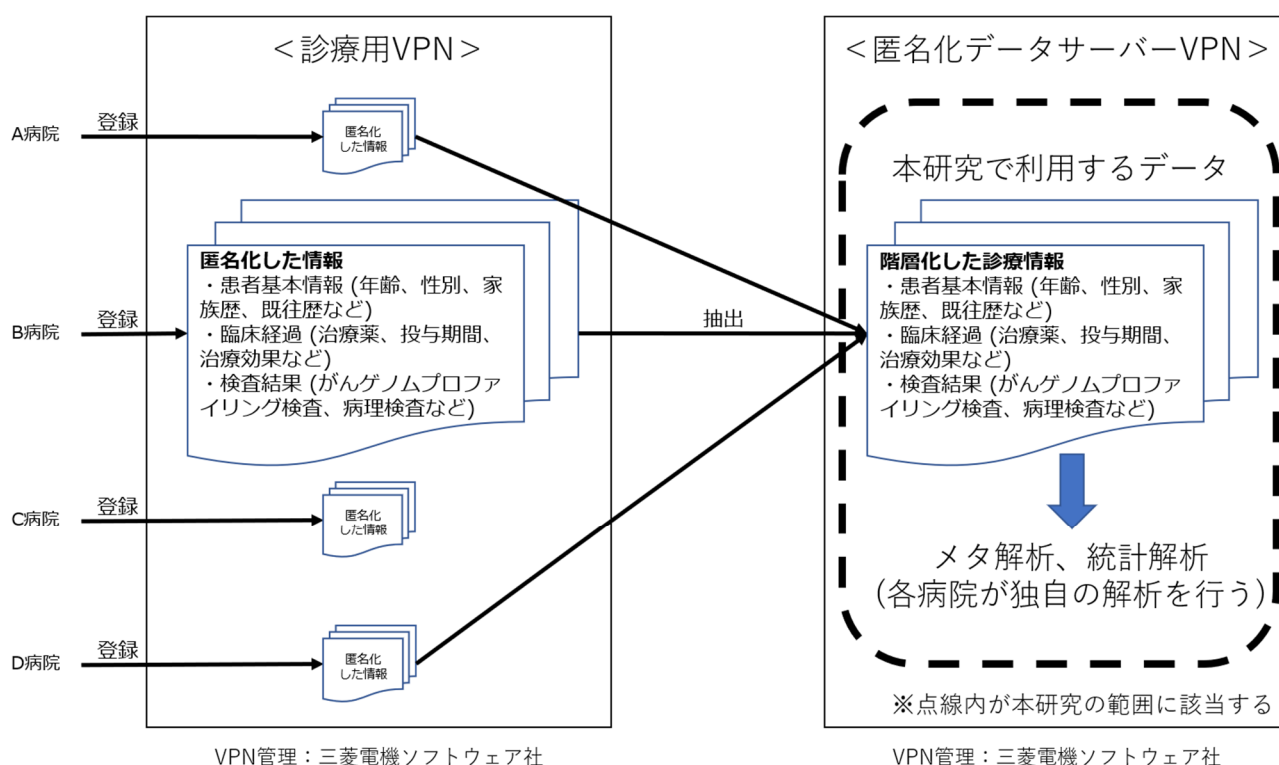 ＜診療用VPN＞
A病院
登録
匿名化
した情報
B病院
登録
匿名化した情報
・患者基本情報 (年齢、性別、家
族歴、既往歴など)
・臨床経過 (治療薬、投与期間、
治療効果など)
・検査結果 (がんゲノムプロファ
イリング検査、病理検査など)
抽出
C病院
登録
匿名化
した情報
D病院
登録
匿名化
した情報
VPN管理：三菱電機ソフトウェア社
＜匿名化データサーバーVPN＞
本研究で利用するデータ
階層化した診療情報
・患者基本情報 (年齢、性別、家
族歴、既往歴など)
・臨床経過 (治療薬、投与期間、
治療効果など)
・検査結果 (がんゲノムプロファ
イリング検査、病理検査など)
メタ解析、統計解析
(各病院が独自の解析を行う)
※点線内が本研究の範囲に該当する
VPN管理：三菱電機ソフトウェア社